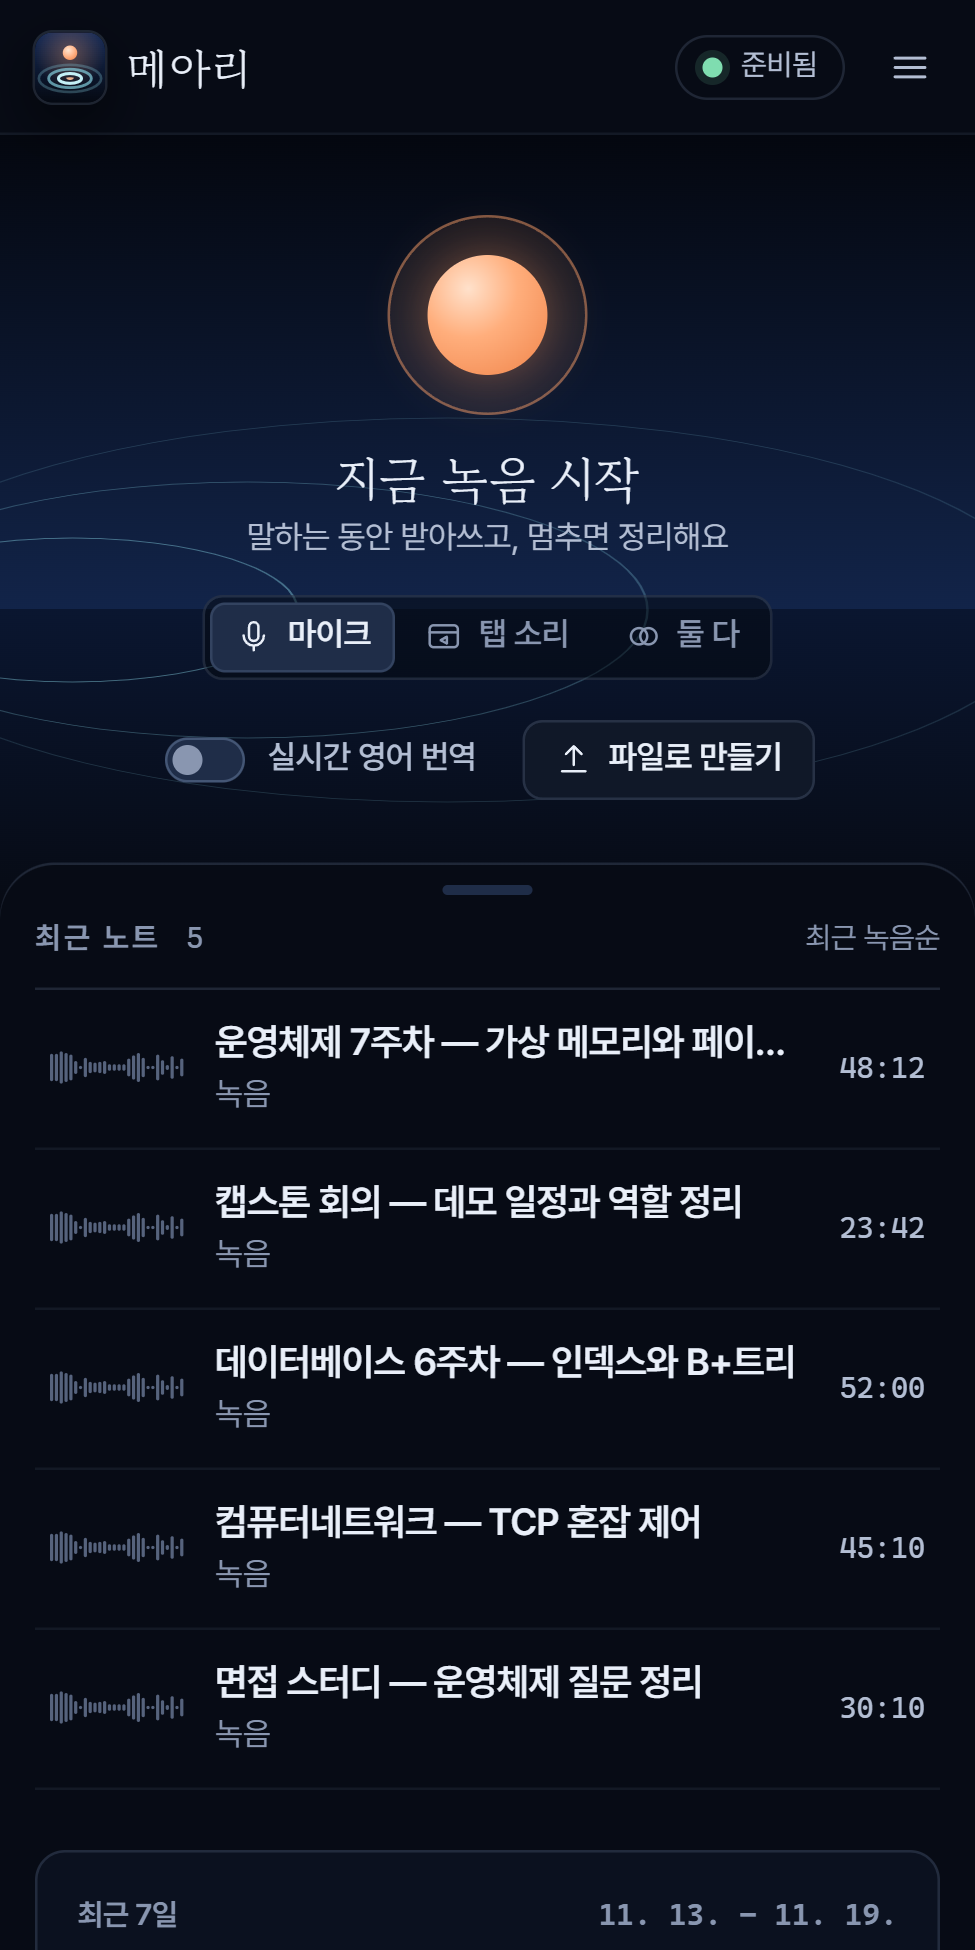 메아리
준비됨
지금 녹음 시작
말하는 동안 받아쓰고, 멈추면 정리해요
마이크
탭 소리
둘 다
실시간 영어 번역
파일로 만들기
최근 노트 5
최근 녹음순
운영체제 7주차 — 가상 메모리와 페이...
녹음
48:12
캡스톤 회의 — 데모 일정과 역할 정리
녹음
23:42
데이터베이스 6주차 — 인덱스와 B+트리
녹음
52:00
컴퓨터네트워크 — TCP 혼잡 제어
녹음
45:10
면접 스터디 — 운영체제 질문 정리
녹음
30:10
최근 7일
11. 13. – 11. 19.